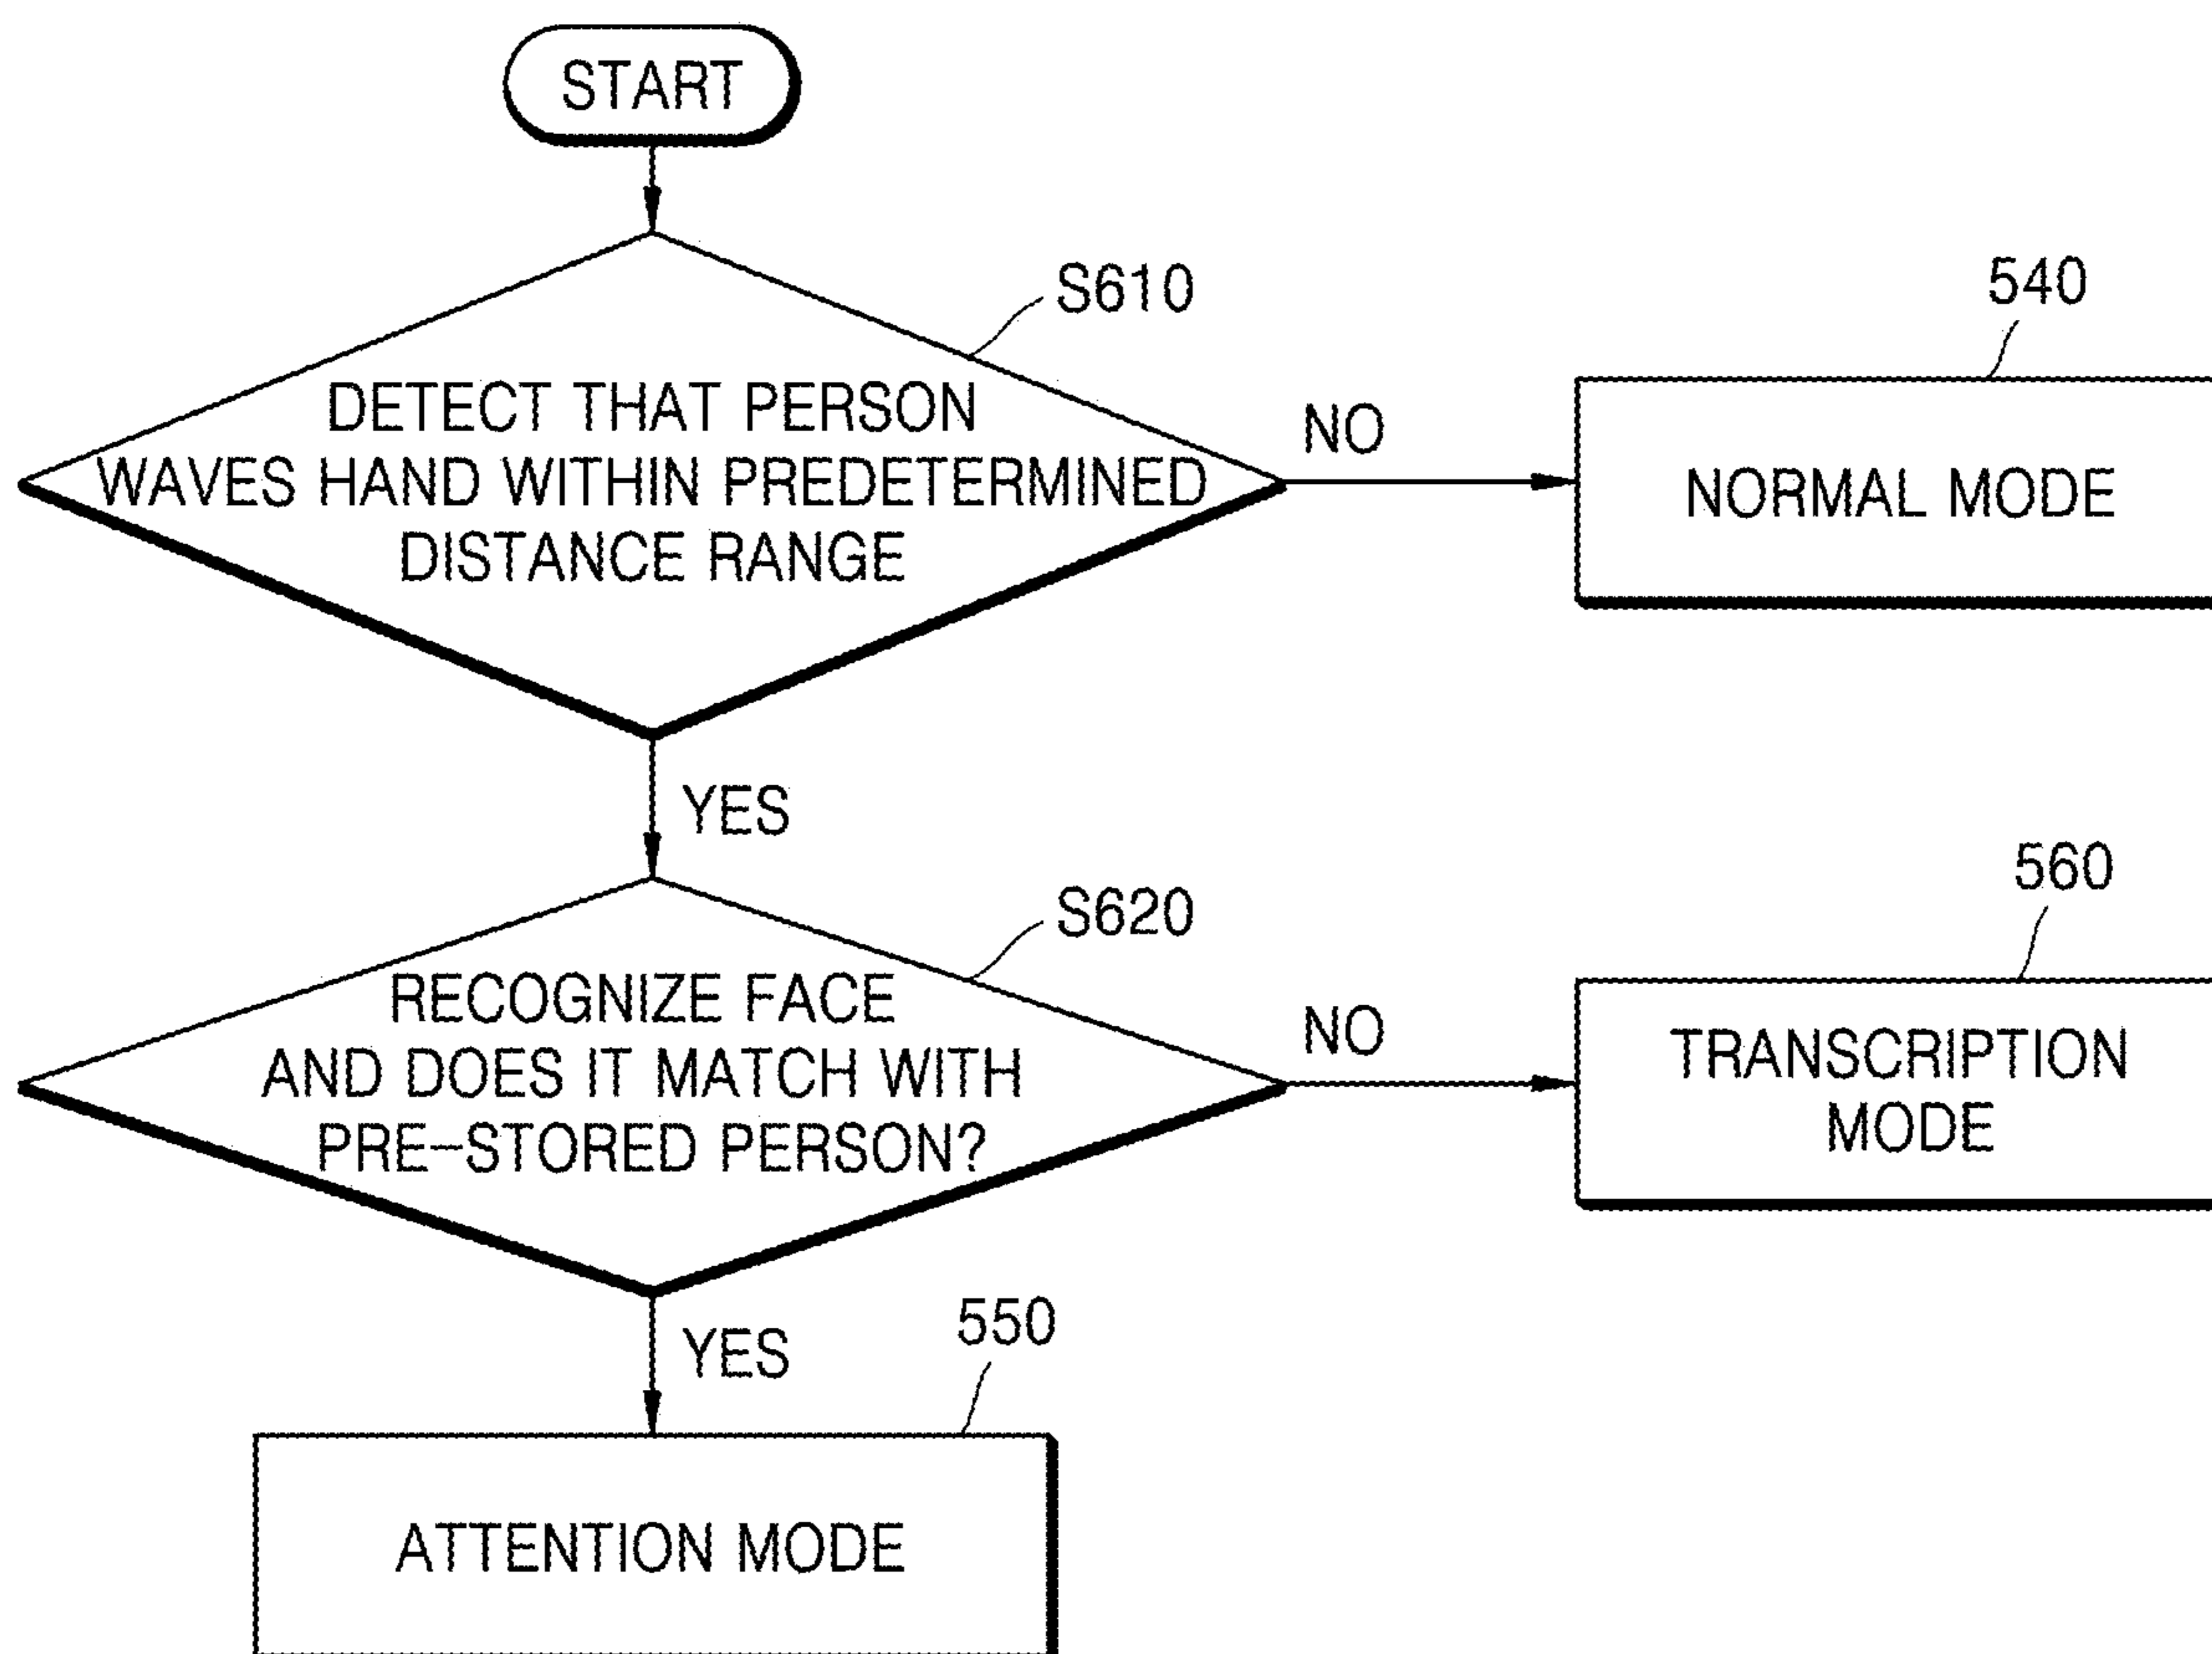 START
S610
540
DETECT THAT PERSON
WAVES HAND WITHIN PREDETERMINED
DISTANCE RANGE
NO
NORMAL MODE
YES
S620
560
RECOGNIZE FACE
AND DOES IT MATCH WITH
PRE-STORED PERSON?
NO
TRANSCRIPTION
MODE
YES
550
ATTENTION MODE